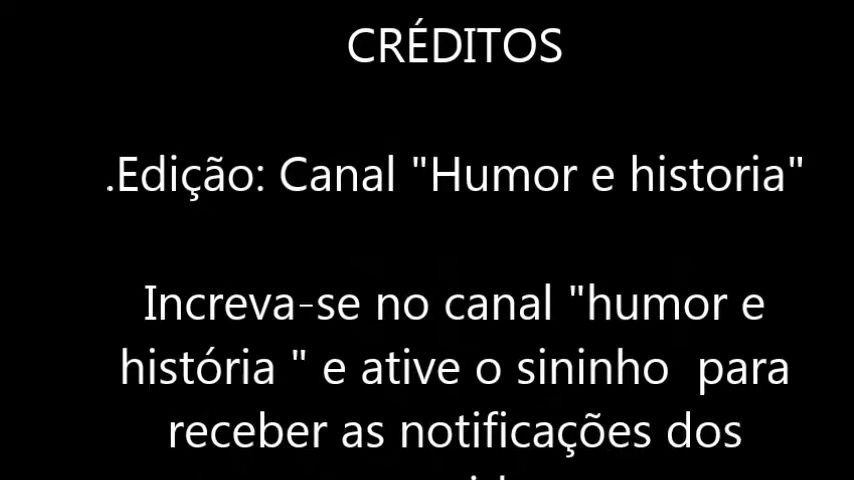 CRÉDITOS
.Edição: Canal "Humor e historia"
Increva-se no canal "humor e
história " e ative o sininho  para
receber as notificações dos